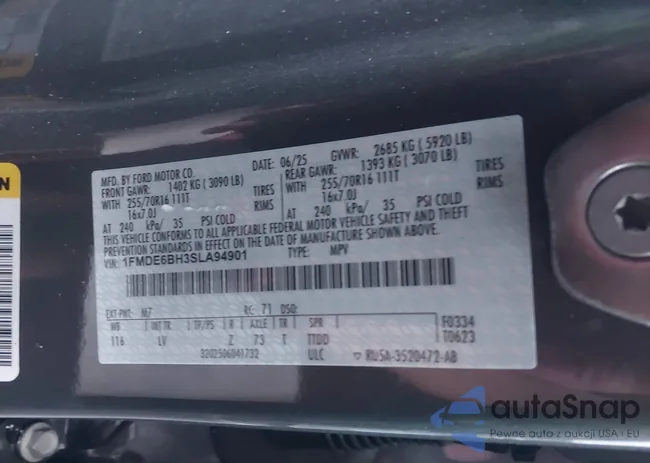 MFD. BY FORD MOTOR CO. DATE: 06/25 GVWR: 2685 KG ( 5920 LB)
FRONT GAWR: 1402 KG ( 3090 LB) REAR GAWR: 1393 KG ( 3070 LB)
WITH 255/70R16 111T TIRES WITH 255/70R16 111T TIRES
16x7.0J RIMS 16x7.0J RIMS
AT 240 kPa/ 35 PSI COLD AT 240 kPa/ 35 PSI COLD
THIS VEHICLE CONFORMS TO ALL APPLICABLE FEDERAL MOTOR VEHICLE SAFETY AND THEFT
PREVENTION STANDARDS IN EFFECT ON THE DATE OF MANUFACTURE SHOWN ABOVE.
VIN: 1FMDE6BH3SLA94901 TYPE: MPV
EXT PNT: M7 RC: 71 DSO:
WB INT TR TP/PS R AXLE TR SPR F0334
116 LV Z 73 T TTDD T0623
3202506041732 ULC ▽ RU5A-3520472-AB
N
autaSnap
Pewne auto z aukcji USA i EU